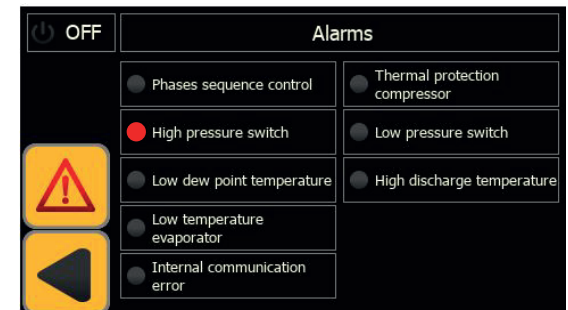 OFF
Alarms
Phases sequence control
Thermal protection
compressor
High pressure switch
Low pressure switch
Low dew point temperature
High discharge temperature
Low temperature
evaporator
Internal communication
error